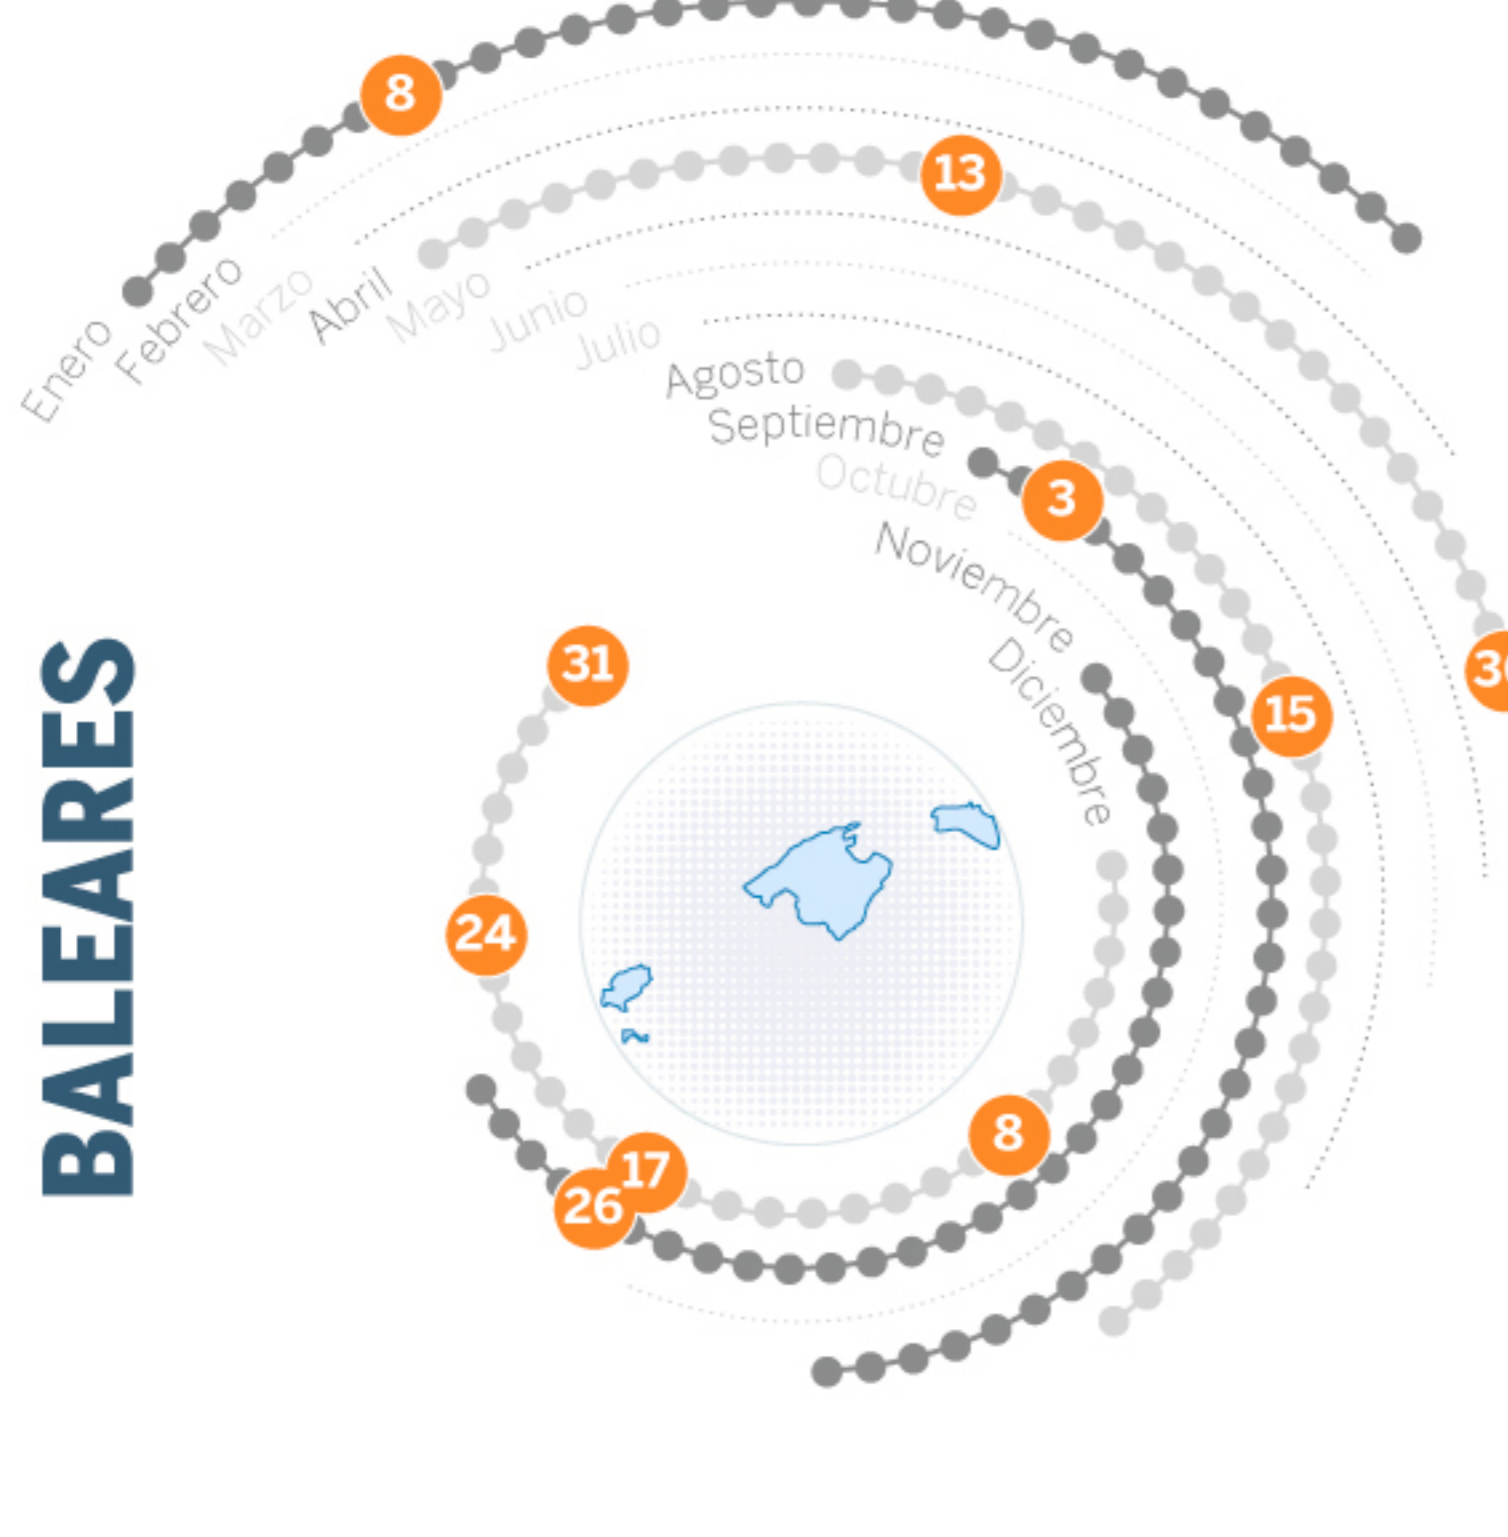 8
13
Enero
Febrero
Marzo
Abril
Mayo
Junio
Julio
Agosto
Septiembre
Octubre
Noviembre
Diciembre
3
15
31
24
8
17
26
BALEARES